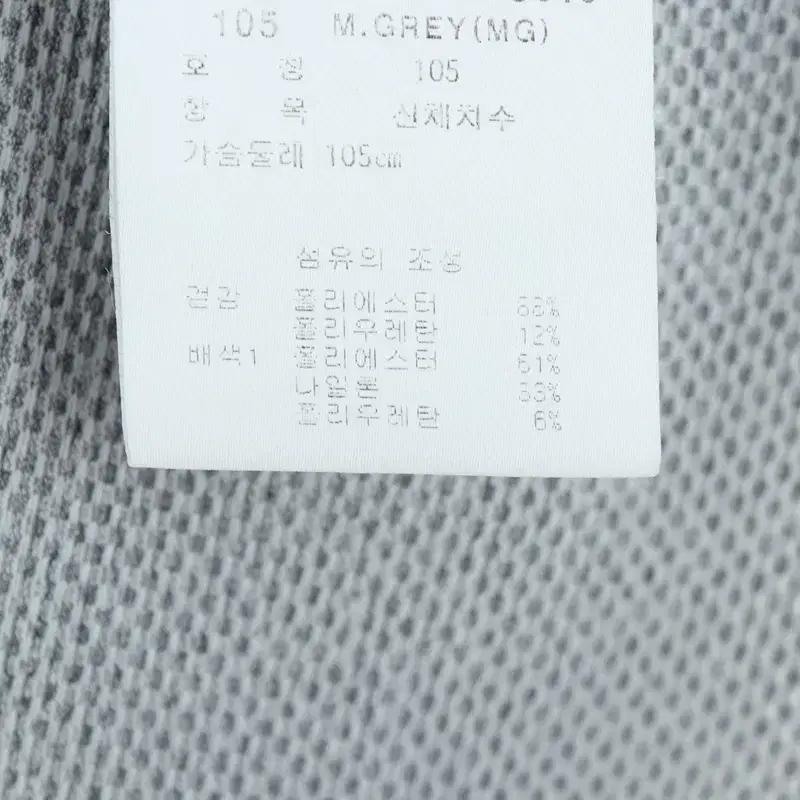 105 M.GREY(MG)
호 칭 105
항 목 신체치수
가슴둘레 105cm
섬유의 조성
겉감 폴리에스터 88%
폴리우레탄 12%
배색1 폴리에스터 61%
나일론 33%
폴리우레탄 6%